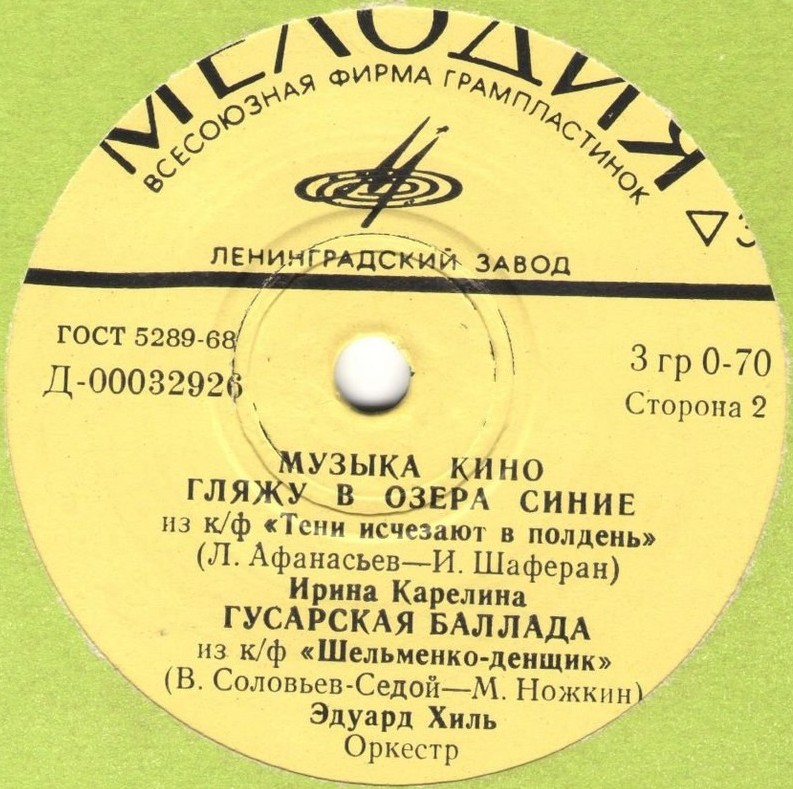 МЕЛОДИЯ
ВСЕСОЮЗНАЯ ФИРМА ГРАМПЛАСТИНОК
ЛЕНИНГРАДСКИЙ ЗАВОД
ГОСТ 5289-68
Д-00032926
3 гр 0-70
Сторона 2
МУЗЫКА КИНО
ГЛЯЖУ В ОЗЕРА СИНИЕ
из к/ф «Тени исчезают в полдень»
(Л. Афанасьев—И. Шаферан)
Ирина Карелина
ГУСАРСКАЯ БАЛЛАДА
из к/ф «Шельменко-денщик»
(В. Соловьев-Седой—М. Ножкин)
Эдуард Хиль
Оркестр